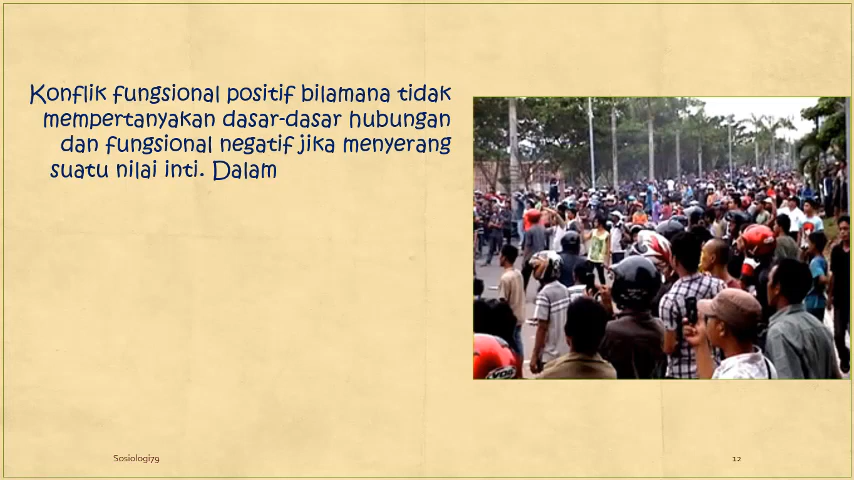 Konflik fungsional positif bilamana tidak
mempertanyakan dasar-dasar hubungan
dan fungsional negatif jika menyerang
suatu nilai inti. Dalam
VOG
Sosiologi79
12